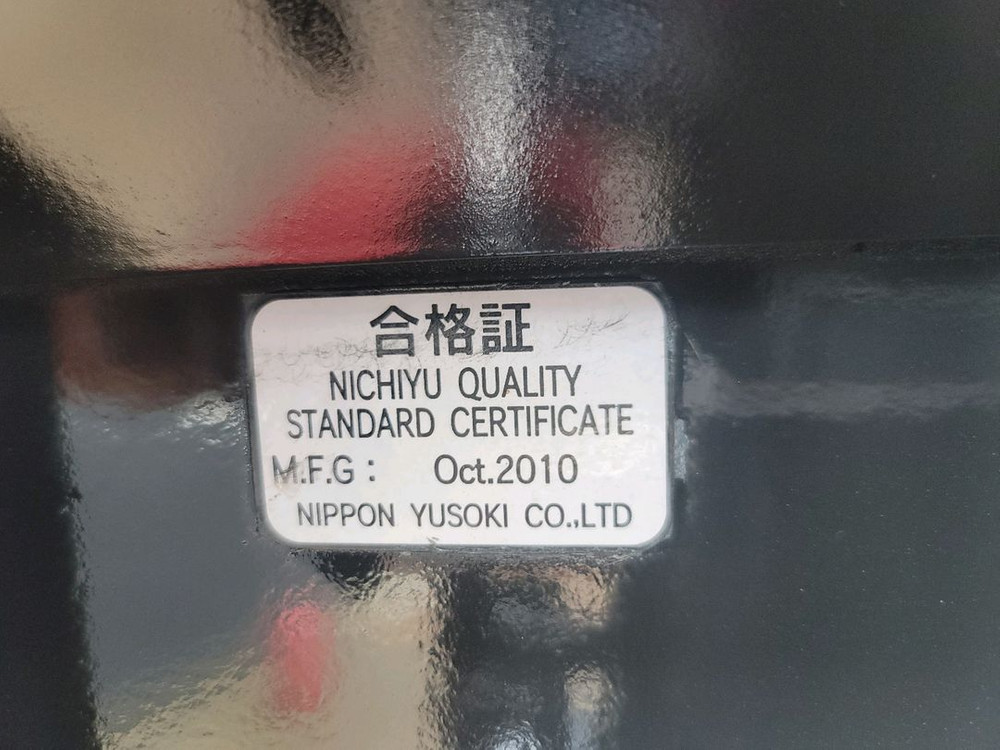 合格証
NICHIYU QUALITY
STANDARD CERTIFICATE
M.F.G : Oct.2010
NIPPON YUSOKI CO.,LTD